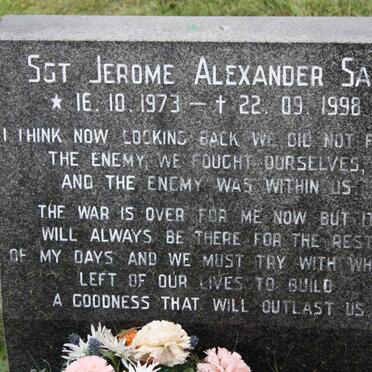 SGT JEROME ALEXANDER SA
★ 16. 10. 1973 — † 22. 09. 1998
I THINK NOW LOOKING BACK WE DID NOT F
THE ENEMY, WE FOUGHT OURSELVES,
AND THE ENEMY WAS WITHIN US
THE WAR IS OVER FOR ME NOW BUT IT
WILL ALWAYS BE THERE FOR THE REST
OF MY DAYS AND WE MUST TRY WITH WH
LEFT OF OUR LIVES TO BUILD
A GOODNESS THAT WILL OUTLAST US